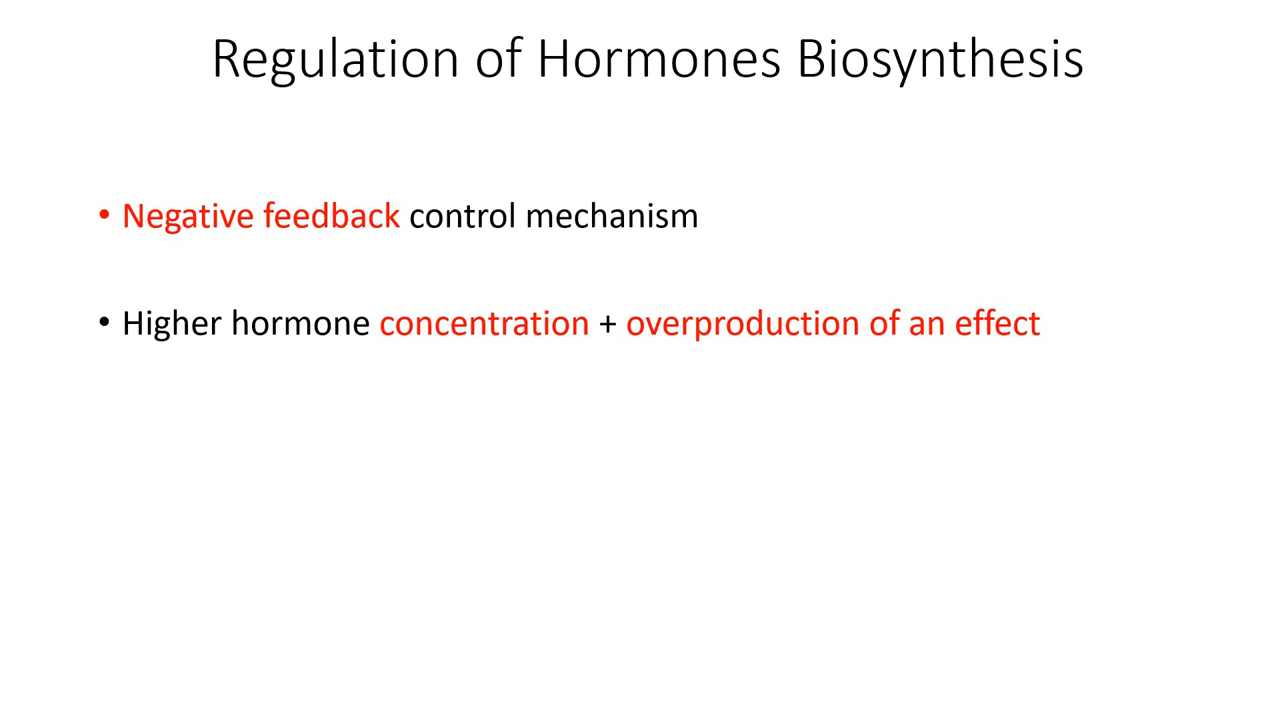 Regulation of Hormones Biosynthesis
• Negative feedback control mechanism
• Higher hormone concentration + overproduction of an effect